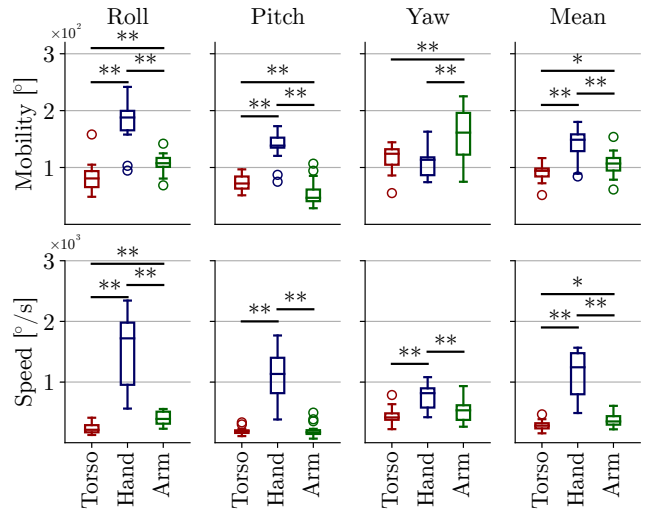 Roll Pitch Yaw Mean
×10²
Mobility [°]
3
2
1
** ** **
** ** **
** **
* ** **
×10³
Speed [°/s]
3
2
1
** ** **
** **
** **
* ** **
Torso Hand Arm Torso Hand Arm Torso Hand Arm Torso Hand Arm